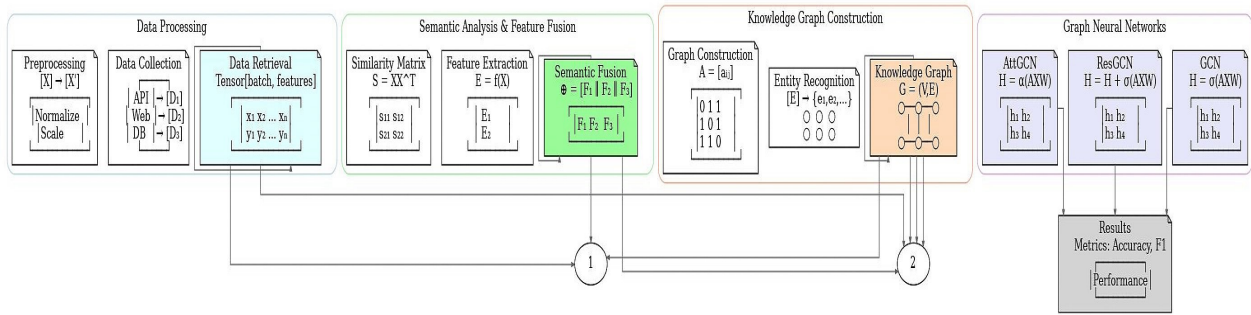 Data Processing
Preprocessing
[X] → [X']
Normalize
Scale
Data Collection
API → [D₁]
Web → [D₂]
DB → [D₃]
Data Retrieval
Tensor[batch, features]
x₁ x₂ ... xₙ
y₁ y₂ ... yₙ
Semantic Analysis & Feature Fusion
Similarity Matrix
S = XX^T
s₁₁ s₁₂
s₂₁ s₂₂
Feature Extraction
E = f(X)
E₁
E₂
Semantic Fusion
⊕ = [F₁ ∥ F₂ ∥ F₃]
F₁ F₂ F₃
Knowledge Graph Construction
Graph Construction
A = [aᵢⱼ]
0 1 1
1 0 1
1 1 0
Entity Recognition
[E] → {e₁,e₂,...}
Knowledge Graph
G = (V,E)
Graph Neural Networks
AttGCN
H = α(AXW)
h₁ h₂
h₃ h₄
ResGCN
H = H + σ(AXW)
h₁ h₂
h₃ h₄
GCN
H = σ(AXW)
h₁ h₂
h₃ h₄
1
2
Results
Metrics: Accuracy, F1
Performance